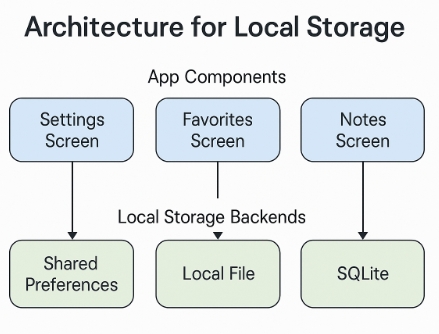 Architecture for Local Storage
App Components
Settings
Screen
Favorites
Screen
Notes
Screen
Local Storage Backends
Shared
Preferences
Local File
SQLite